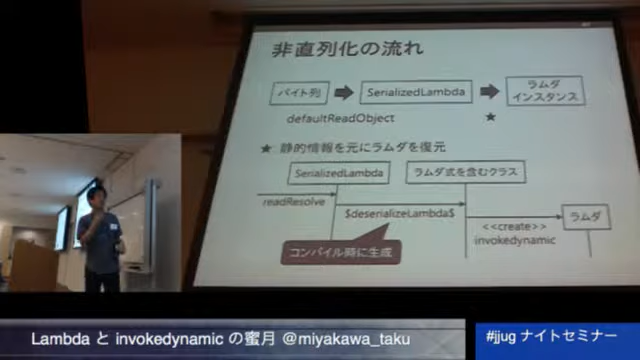 非直列化の流れ
バイト列
SerializedLambda
ラムダ
インスタンス
defaultReadObject
★
★ 静的情報を元にラムダを復元
SerializedLambda
ラムダ式を含むクラス
readResolve
$deserializeLambda$
<<create>>
invokedynamic
ラムダ
コンパイル時に生成
Lambda と invokedynamic の蜜月 @miyakawa_taku
#jjug ナイトセミナー